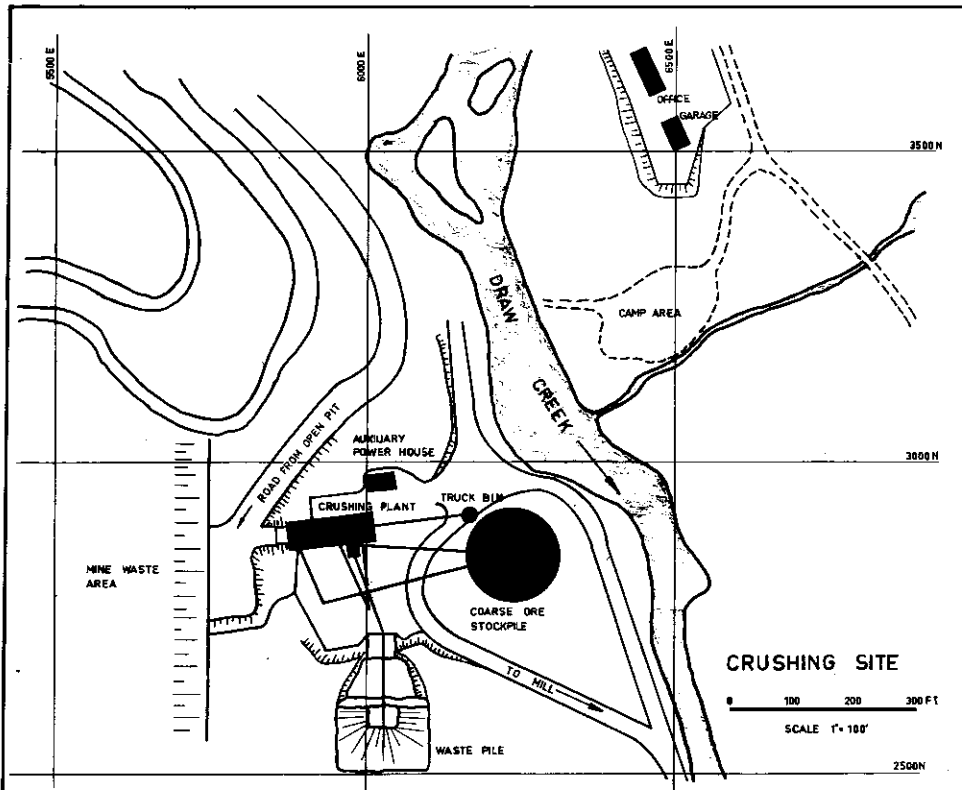 5500 E
6000 E
6500 E
OFFICE
GARAGE
3500 N
DRAW
CREEK
CAMP AREA
ROAD FROM OPEN PIT
AUXILIARY
POWER HOUSE
3000 N
TRUCK BIN
CRUSHING PLANT
MINE WASTE
AREA
COARSE ORE
STOCKPILE
TO MILL
CRUSHING SITE
0 100 200 300 FT
SCALE 1"= 100'
WASTE PILE
2500N